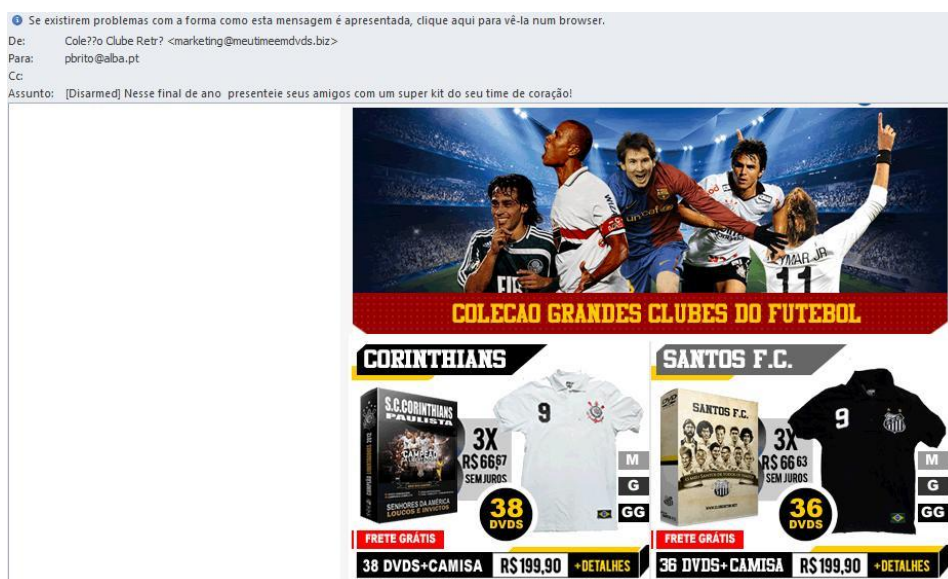 Se existirem problemas com a forma como esta mensagem é apresentada, clique aqui para vê-la num browser.
De: Cole??o Clube Retr? <marketing@meutimeemdvds.biz>
Para: pbrito@alba.pt
Cc:
Assunto: [Disarmed] Nesse final de ano presenteie seus amigos com um super kit do seu time de coração!
unicef
YMAR JR
11
COLECAO GRANDES CLUBES DO FUTEBOL
CORINTHIANS
S.C.CORINTHIANS
PAULISTA
SENHORES DA AMÉRICA
LOUCOS E INVICTOS
3X
R$ 66,67
SEM JUROS
38
DVDS
9
M
G
GG
FRETE GRÁTIS
38 DVDS+CAMISA R$199,90 +DETALHES
SANTOS F.C.
DVD
SANTOS F.C.
3X
R$ 66 63
SEM JUROS
36
DVDS
9
M
G
GG
FRETE GRÁTIS
36 DVDS+CAMISA R$199,90 +DETALHES